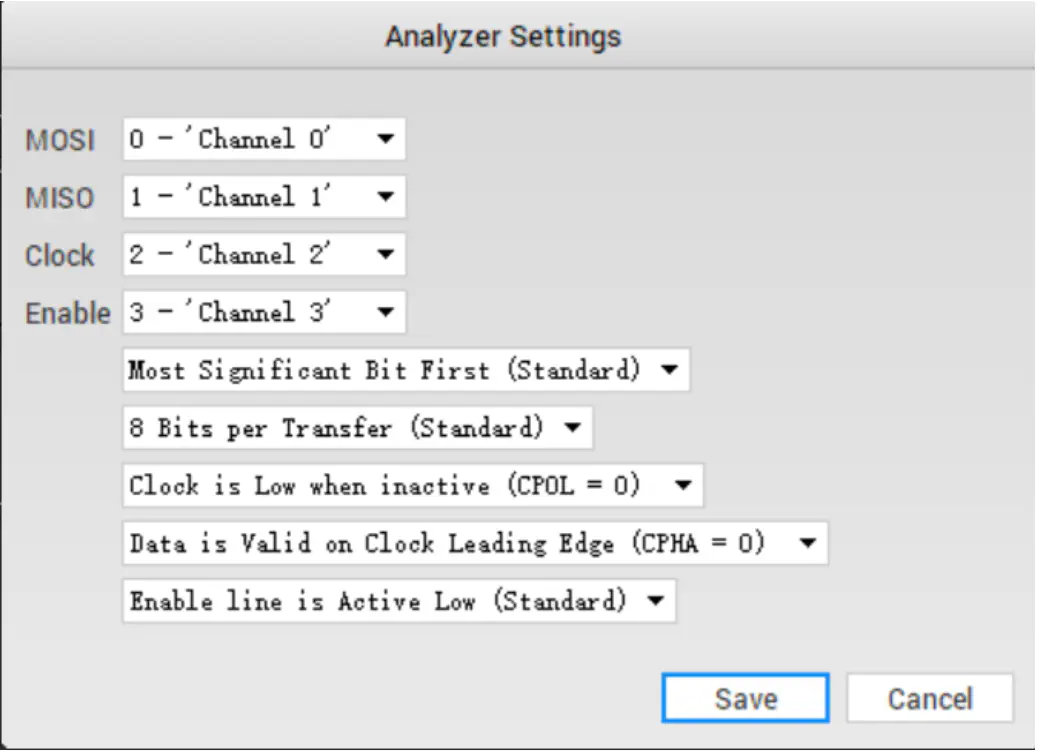 Analyzer Settings
MOSI 0 - 'Channel 0'
MISO 1 - 'Channel 1'
Clock 2 - 'Channel 2'
Enable 3 - 'Channel 3'
Most Significant Bit First (Standard)
8 Bits per Transfer (Standard)
Clock is Low when inactive (CPOL = 0)
Data is Valid on Clock Leading Edge (CPHA = 0)
Enable line is Active Low (Standard)
Save Cancel